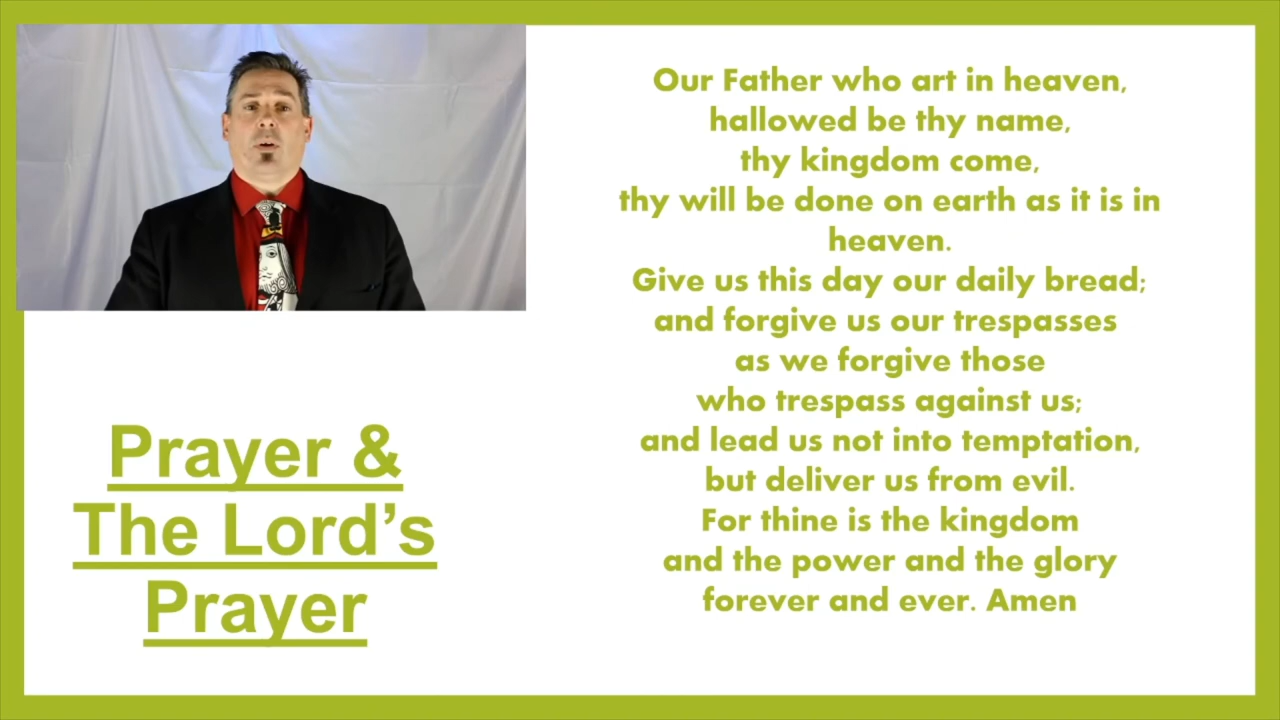 Prayer &
The Lord's
Prayer
Our Father who art in heaven,
hallowed be thy name,
thy kingdom come,
thy will be done on earth as it is in
heaven.
Give us this day our daily bread;
and forgive us our trespasses
as we forgive those
who trespass against us;
and lead us not into temptation,
but deliver us from evil.
For thine is the kingdom
and the power and the glory
forever and ever. Amen